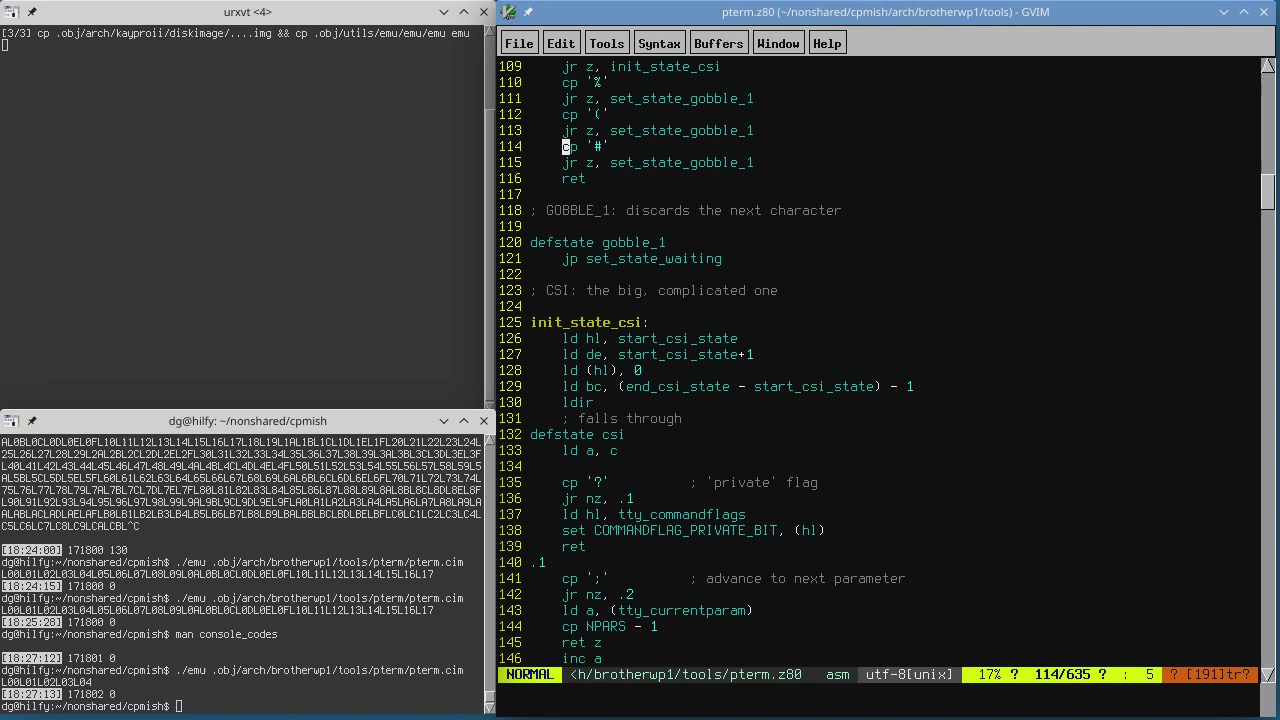 urxvt <4>
[3/3] cp .obj/arch/kayproii/diskimage/....img && cp .obj/utils/emu/emu/emu emu
dg@hilfy: ~/nonshared/cpmish
AL0BL0CL0DL0EL0FL10L11L12L13L14L15L16L17L18L19L1AL1BL1CL1DL1EL1FL20L21L22L23L24L
25L26L27L28L29L2AL2BL2CL2DL2EL2FL30L31L32L33L34L35L36L37L38L39L3AL3BL3CL3DL3EL3F
L40L41L42L43L44L45L46L47L48L49L4AL4BL4CL4DL4EL4FL50L51L52L53L54L55L56L57L58L59L5
AL5BL5CL5DL5EL5FL60L61L62L63L64L65L66L67L68L69L6AL6BL6CL6DL6EL6FL70L71L72L73L74L
75L76L77L78L79L7AL7BL7CL7DL7EL7FL80L81L82L83L84L85L86L87L88L89L8AL8BL8CL8DL8EL8F
L90L91L92L93L94L95L96L97L98L99L9AL9BL9CL9DL9EL9FLA0LA1LA2LA3LA4LA5LA6LA7LA8LA9LA
ALABLACLADLAELAFLB0LB1LB2LB3LB4LB5LB6LB7LB8LB9LBALBBLBCLBDLBELBFLC0LC1LC2LC3LC4L
C5LC6LC7LC8LC9LCALCBL^C
[18:24:00] 171800 130
dg@hilfy:~/nonshared/cpmish$ ./emu .obj/arch/brotherwp1/tools/pterm/pterm.cim
L00L01L02L03L04L05L06L07L08L09L0AL0BL0CL0DL0EL0FL10L11L12L13L14L15L16L17
[18:24:15] 171800 0
dg@hilfy:~/nonshared/cpmish$ ./emu .obj/arch/brotherwp1/tools/pterm/pterm.cim
L00L01L02L03L04L05L06L07L08L09L0AL0BL0CL0DL0EL0FL10L11L12L13L14L15L16L17
[18:25:28] 171800 0
dg@hilfy:~/nonshared/cpmish$ man console_codes
[18:27:12] 171801 0
dg@hilfy:~/nonshared/cpmish$ ./emu .obj/arch/brotherwp1/tools/pterm/pterm.cim
L00L01L02L03L04
[18:27:13] 171802 0
dg@hilfy:~/nonshared/cpmish$
pterm.z80 (~/nonshared/cpmish/arch/brotherwp1/tools) - GVIM
File Edit Tools Syntax Buffers Window Help
109 jr z, init_state_csi
110 cp '%'
111 jr z, set_state_gobble_1
112 cp '('
113 jr z, set_state_gobble_1
114 cp '#'
115 jr z, set_state_gobble_1
116 ret
117
118 ; GOBBLE_1: discards the next character
119
120 defstate gobble_1
121 jp set_state_waiting
122
123 ; CSI: the big, complicated one
124
125 init_state_csi:
126 ld hl, start_csi_state
127 ld de, start_csi_state+1
128 ld (hl), 0
129 ld bc, (end_csi_state - start_csi_state) - 1
130 ldir
131 ; falls through
132 defstate csi
133 ld a, c
134
135 cp '?' ; 'private' flag
136 jr nz, .1
137 ld hl, tty_commandflags
138 set COMMANDFLAG_PRIVATE_BIT, (hl)
139 ret
140 .1
141 cp ';' ; advance to next parameter
142 jr nz, .2
143 ld a, (tty_currentparam)
144 cp NPARS - 1
145 ret z
146 inc a
NORMAL <h/brotherwp1/tools/pterm.z80 asm utf-8[unix] 17% ? 114/635 ? : 5 ? [191]tr?